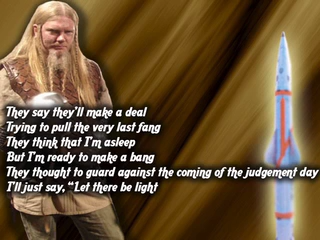 They say they'll make a deal
Trying to pull the very last fang
They think that I'm asleep
But I'm ready to make a bang
They thought to guard against the coming of the judgement day
I'll just say, "Let there be light